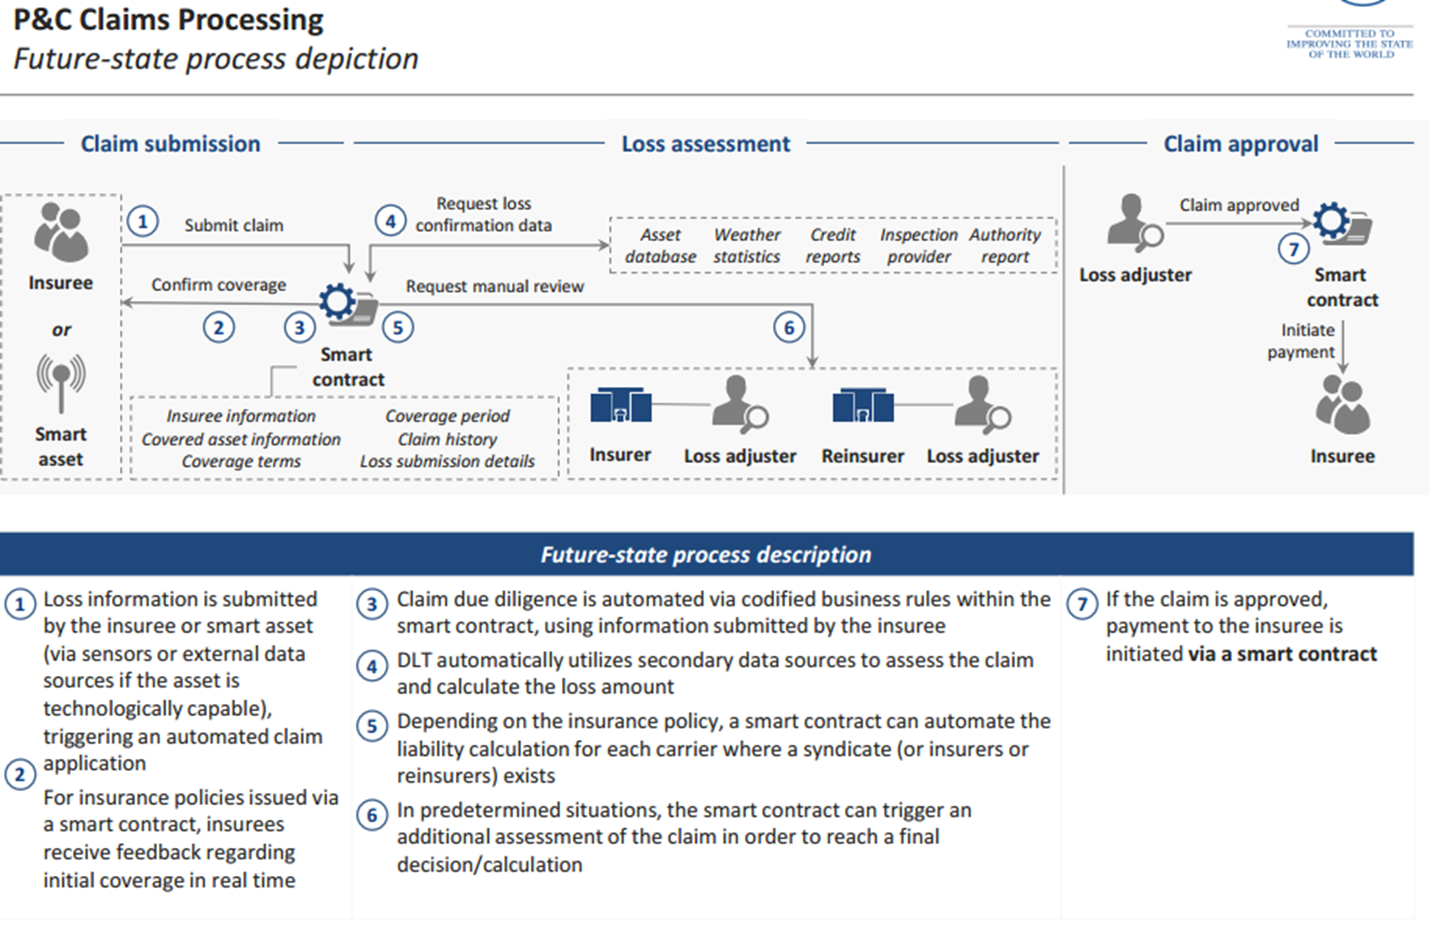 P&C Claims Processing
Future-state process depiction
COMMITTED TO
IMPROVING THE STATE
OF THE WORLD
Claim submission
Loss assessment
Claim approval
Insuree
or
Smart
asset
1
Submit claim
Confirm coverage
2
3
Smart
contract
Insuree information
Covered asset information
Coverage terms
Coverage period
Claim history
Loss submission details
4
Request loss
confirmation data
Asset
database
Weather
statistics
Credit
reports
Inspection
provider
Authority
report
5
Request manual review
6
Insurer
Loss adjuster
Reinsurer
Loss adjuster
Loss adjuster
Claim approved
7
Smart
contract
Initiate
payment
Insuree
Future-state process description
1 Loss information is submitted
by the insuree or smart asset
(via sensors or external data
sources if the asset is
technologically capable),
triggering an automated claim
application
2 For insurance policies issued via
a smart contract, insurees
receive feedback regarding
initial coverage in real time
3 Claim due diligence is automated via codified business rules within the
smart contract, using information submitted by the insuree
4 DLT automatically utilizes secondary data sources to assess the claim
and calculate the loss amount
5 Depending on the insurance policy, a smart contract can automate the
liability calculation for each carrier where a syndicate (or insurers or
reinsurers) exists
6 In predetermined situations, the smart contract can trigger an
additional assessment of the claim in order to reach a final
decision/calculation
7 If the claim is approved,
payment to the insuree is
initiated via a smart contract